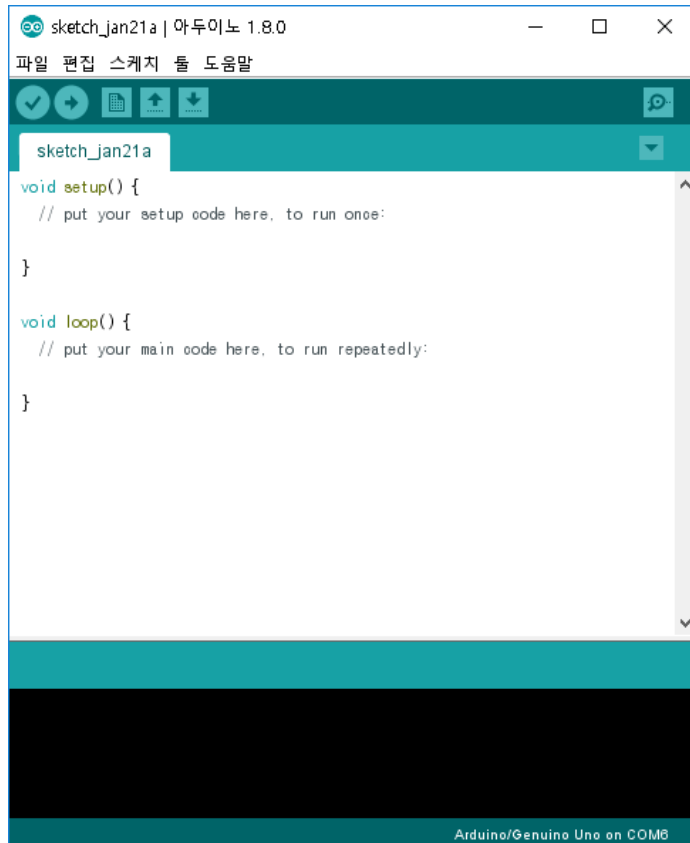 sketch_jan21a | 아두이노 1.8.0
파일 편집 스케치 툴 도움말
sketch_jan21a
void setup() {
// put your setup code here, to run once:
}
void loop() {
// put your main code here, to run repeatedly:
}
Arduino/Genuino Uno on COM6